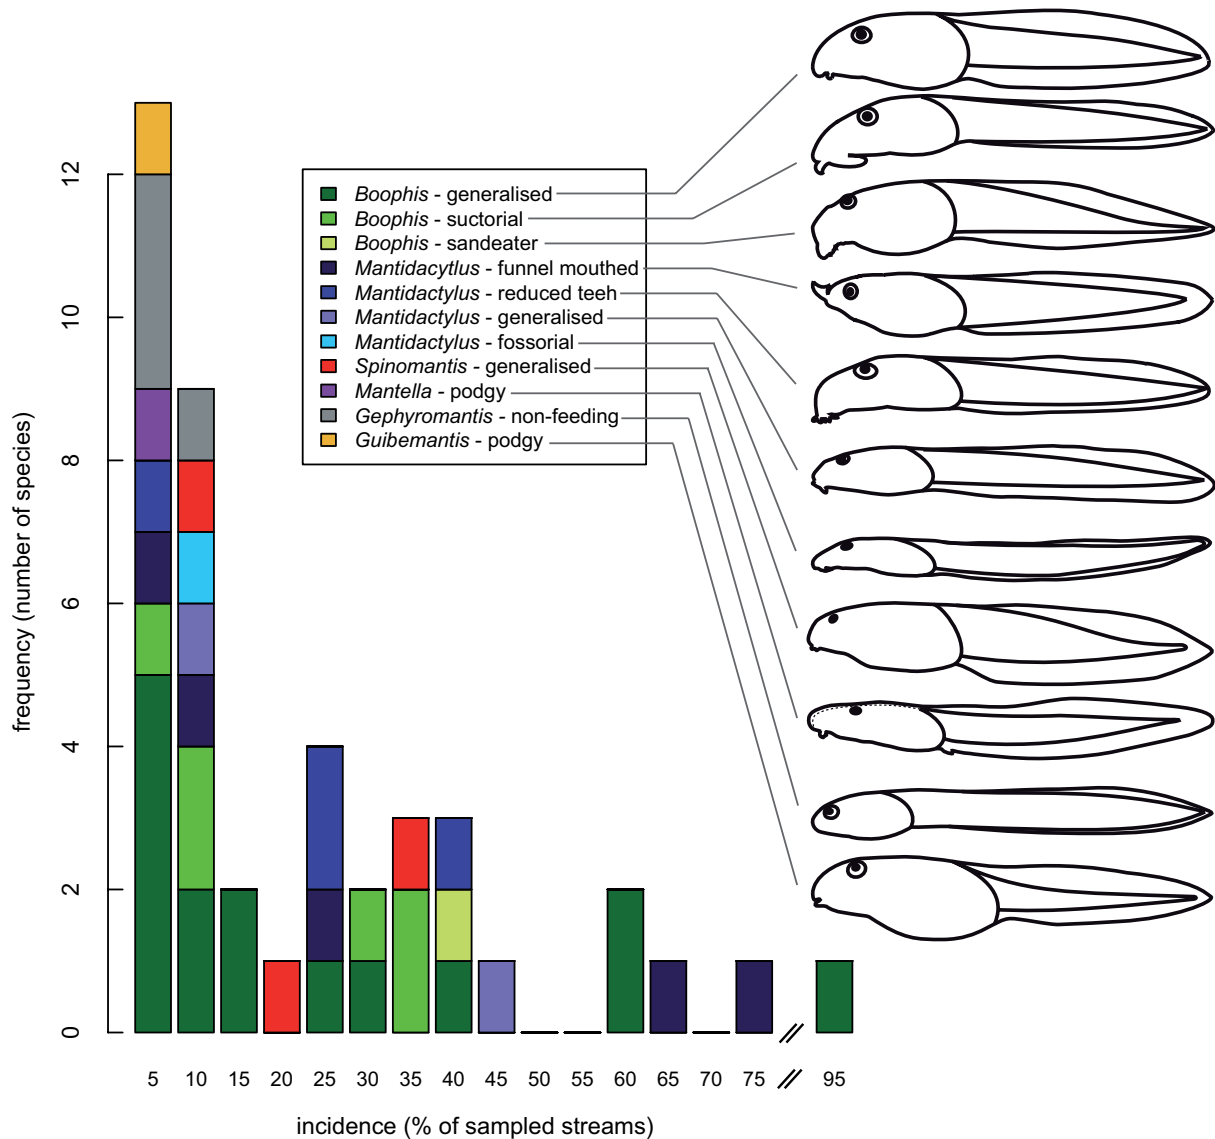 Boophis - generalised
Boophis - suctorial
Boophis - sandeater
Mantidacytlus - funnel mouthed
Mantidactylus - reduced teeh
Mantidactylus - generalised
Mantidactylus - fossorial
Spinomantis - generalised
Mantella - podgy
Gephyromantis - non-feeding
Guibemantis - podgy
frequency (number of species)
12
10
8
6
4
2
0
5 10 15 20 25 30 35 40 45 50 55 60 65 70 75 95
incidence (% of sampled streams)